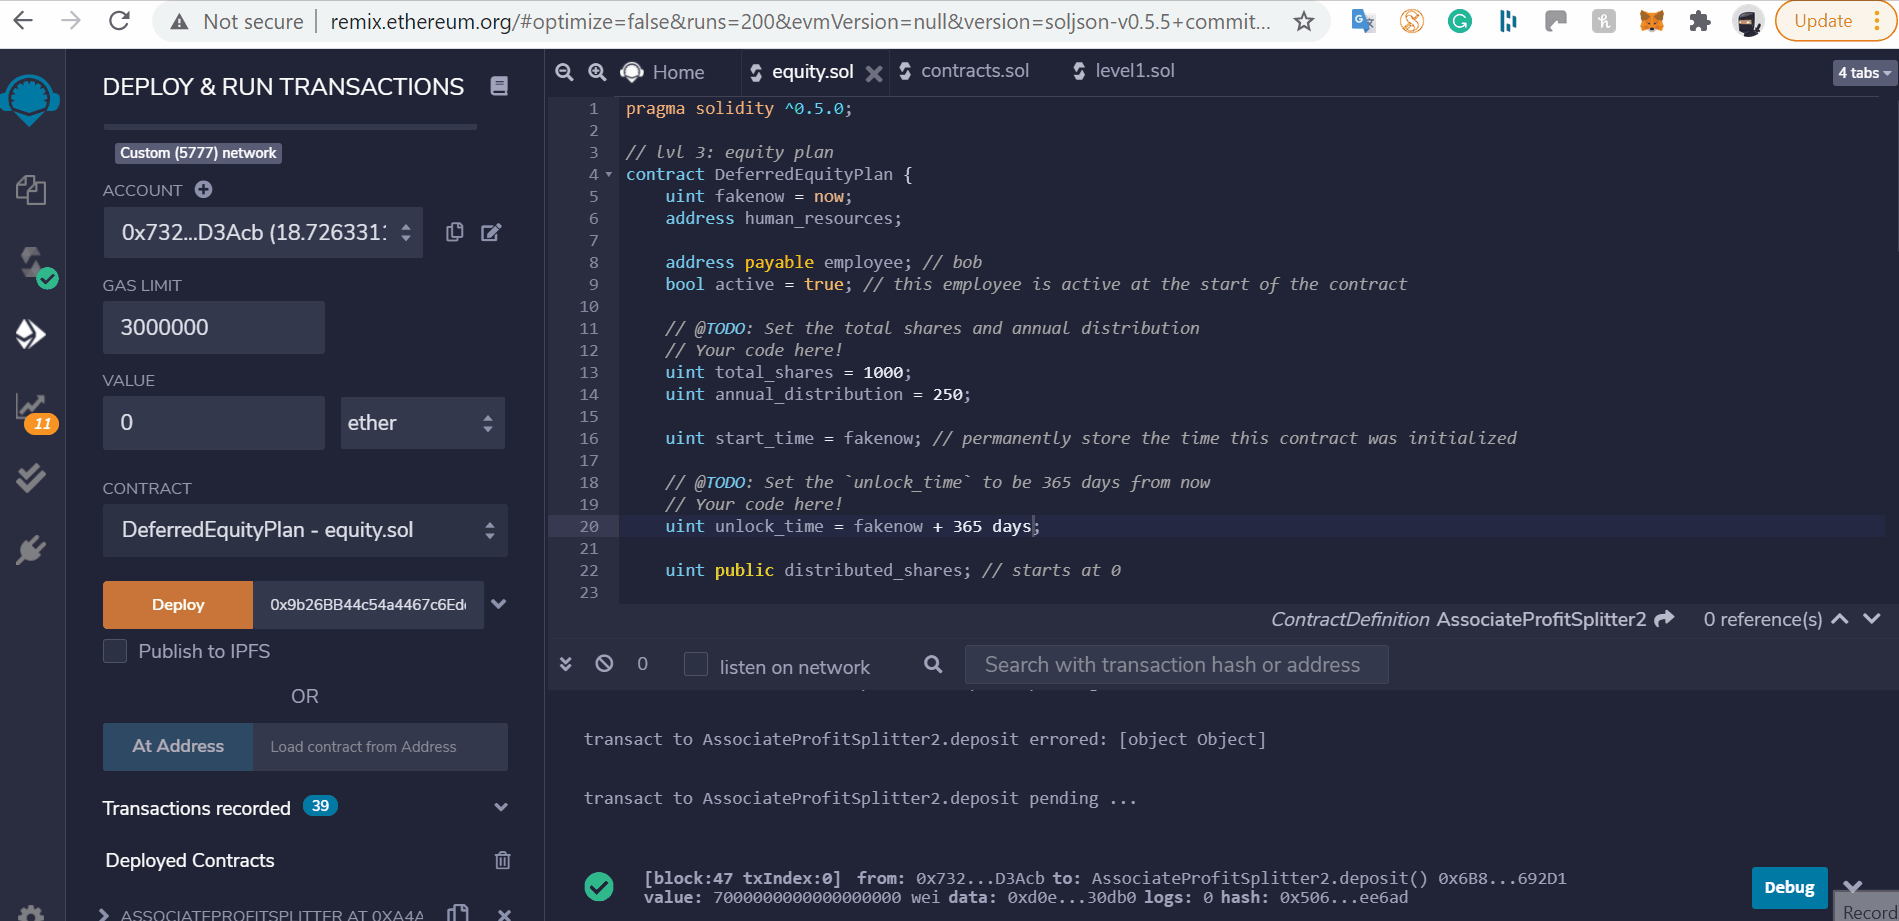 Not secure
remix.ethereum.org/#optimize=false&runs=200&evmVersion=null&version=soljson-v0.5.5+commit...
Update
DEPLOY & RUN TRANSACTIONS
Custom (5777) network
ACCOUNT
0x732...D3Acb (18.7263311
GAS LIMIT
3000000
VALUE
0
ether
CONTRACT
DeferredEquityPlan - equity.sol
Deploy
0x9b26BB44c54a4467c6Ed
Publish to IPFS
OR
At Address
Load contract from Address
Transactions recorded 39
Deployed Contracts
ASSOCIATEPROFITSPLITTER AT 0XA4A
11
Home
equity.sol
contracts.sol
level1.sol
4 tabs
1 pragma solidity ^0.5.0;
2
3 // lvl 3: equity plan
4 contract DeferredEquityPlan {
5 uint fakenow = now;
6 address human_resources;
7
8 address payable employee; // bob
9 bool active = true; // this employee is active at the start of the contract
10
11 // @TODO: Set the total shares and annual distribution
12 // Your code here!
13 uint total_shares = 1000;
14 uint annual_distribution = 250;
15
16 uint start_time = fakenow; // permanently store the time this contract was initialized
17
18 // @TODO: Set the `unlock_time` to be 365 days from now
19 // Your code here!
20 uint unlock_time = fakenow + 365 days;
21
22 uint public distributed_shares; // starts at 0
23
ContractDefinition AssociateProfitSplitter2 0 reference(s)
0
listen on network
Search with transaction hash or address
transact to AssociateProfitSplitter2.deposit errored: [object Object]
transact to AssociateProfitSplitter2.deposit pending ...
[block:47 txIndex:0] from: 0x732...D3Acb to: AssociateProfitSplitter2.deposit() 0x6B8...692D1
value: 7000000000000000000 wei data: 0xd0e...30db0 logs: 0 hash: 0x506...ee6ad
Debug
Record